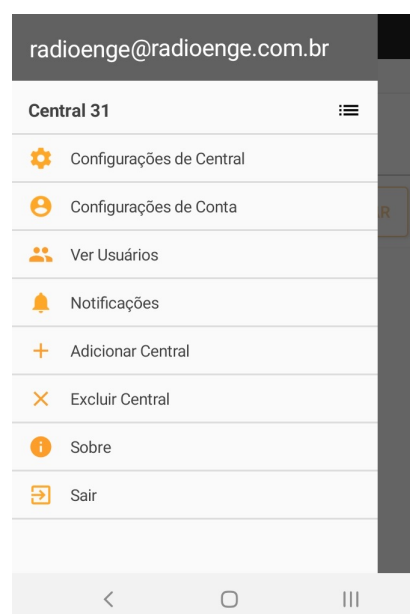 radioenge@radioenge.com.br
Central 31
Configurações de Central
Configurações de Conta
R
Ver Usuários
Notificações
Adicionar Central
Excluir Central
Sobre
Sair